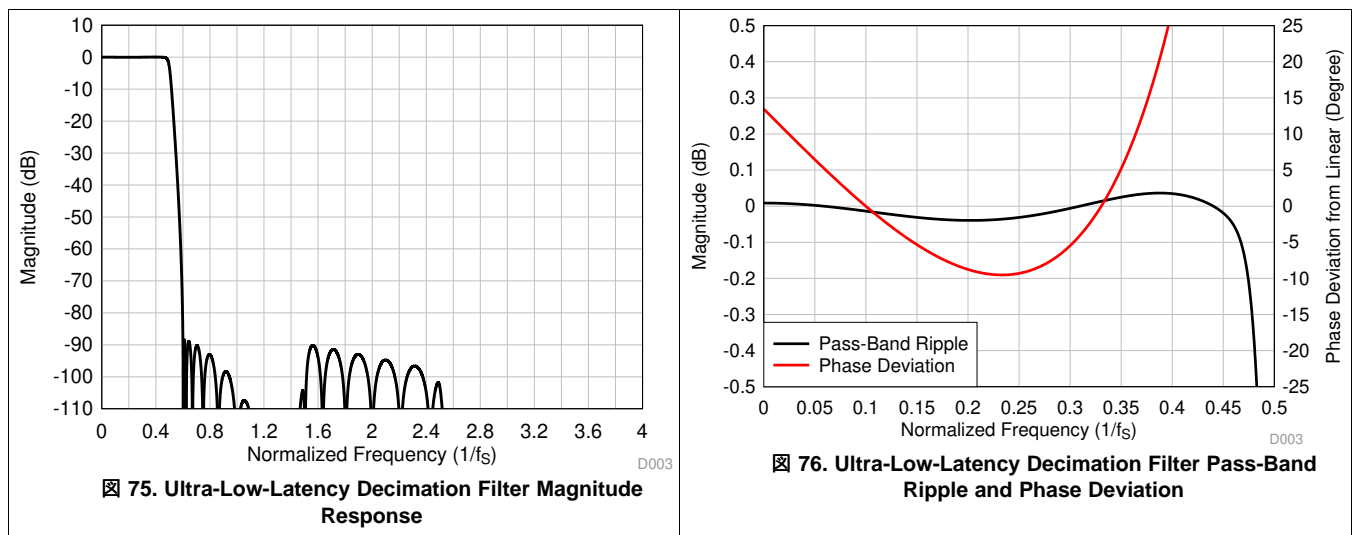 10
0
-10
-20
-30
-40
-50
-60
-70
-80
-90
-100
-110
Magnitude (dB)
0 0.4 0.8 1.2 1.6 2 2.4 2.8 3.2 3.6 4
Normalized Frequency (1/fS)
D003
図 75. Ultra-Low-Latency Decimation Filter Magnitude
Response
0.5
0.4
0.3
0.2
0.1
0
-0.1
-0.2
-0.3
-0.4
-0.5
Magnitude (dB)
25
20
15
10
5
0
-5
-10
-15
-20
-25
Phase Deviation from Linear (Degree)
Pass-Band Ripple
Phase Deviation
0 0.05 0.1 0.15 0.2 0.25 0.3 0.35 0.4 0.45 0.5
Normalized Frequency (1/fS)
D003
図 76. Ultra-Low-Latency Decimation Filter Pass-Band
Ripple and Phase Deviation